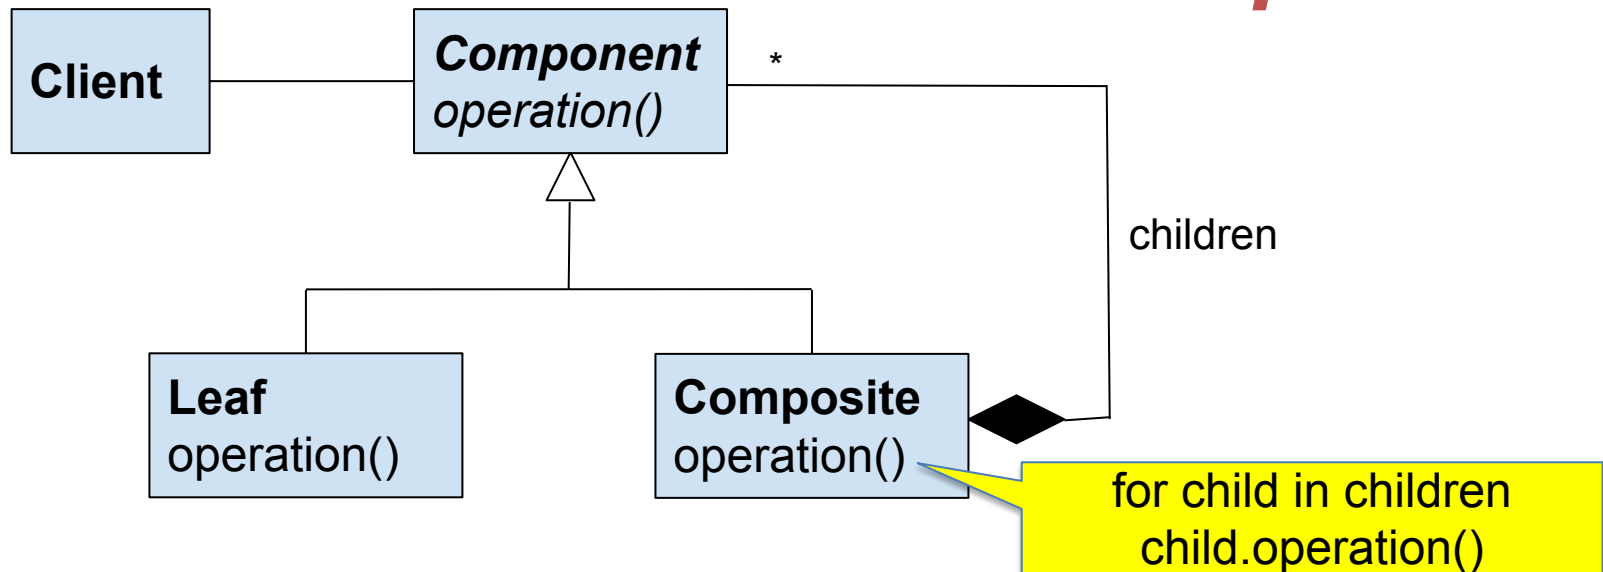 Client
Component
operation()
*
children
Leaf
operation()
Composite
operation()
for child in children
child.operation()